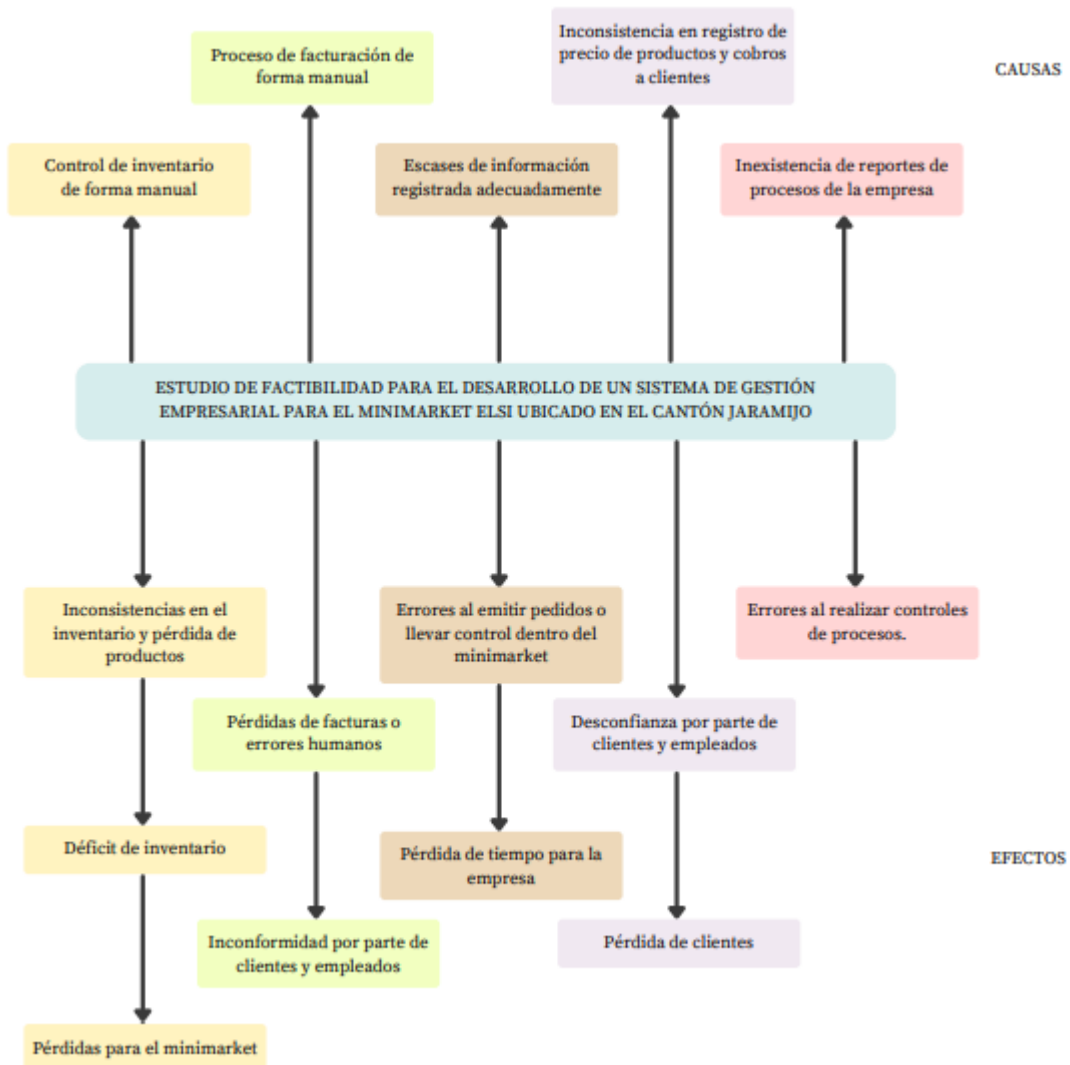 Inconsistencia en registro de
precio de productos y cobros
a clientes
Proceso de facturación de
forma manual
CAUSAS
Control de inventario
de forma manual
Escases de información
registrada adecuadamente
Inexistencia de reportes de
procesos de la empresa
ESTUDIO DE FACTIBILIDAD PARA EL DESARROLLO DE UN SISTEMA DE GESTIÓN
EMPRESARIAL PARA EL MINIMARKET ELSI UBICADO EN EL CANTÓN JARAMIJO
Inconsistencias en el
inventario y pérdida de
productos
Errores al emitir pedidos o
llevar control dentro del
minimarket
Errores al realizar controles
de procesos.
Pérdidas de facturas o
errores humanos
Desconfianza por parte de
clientes y empleados
Déficit de inventario
Pérdida de tiempo para la
empresa
EFECTOS
Inconformidad por parte de
clientes y empleados
Pérdida de clientes
Pérdidas para el minimarket